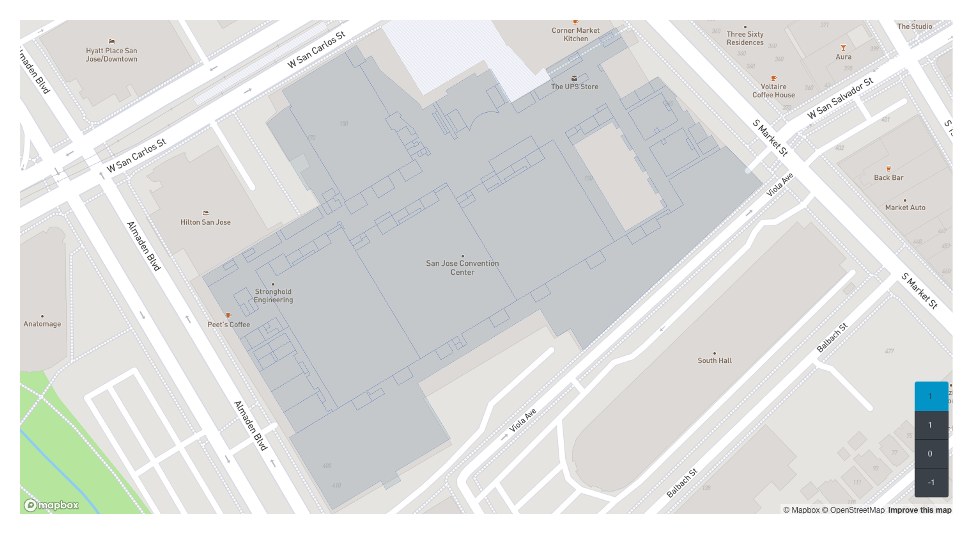 Hyatt Place San
Jose/Downtown
W San Carlos St
Corner Market
Kitchen
Three Sixty
Residences
The Studio
Aura
The UPS Store
Voltaire
Coffee House
W San Salvador St
S Market St
W San Carlos St
Hilton San Jose
Viola Ave
Back Bar
Market Auto
Almaden Blvd
San Jose Convention
Center
Stronghold
Engineering
Peet's Coffee
Analomage
S Market St
South Hall
Balbach St
477
Viola Ave
Almaden Blvd
Balbach St
1
1
0
-1
mapbox
© Mapbox © OpenStreetMap Improve this map